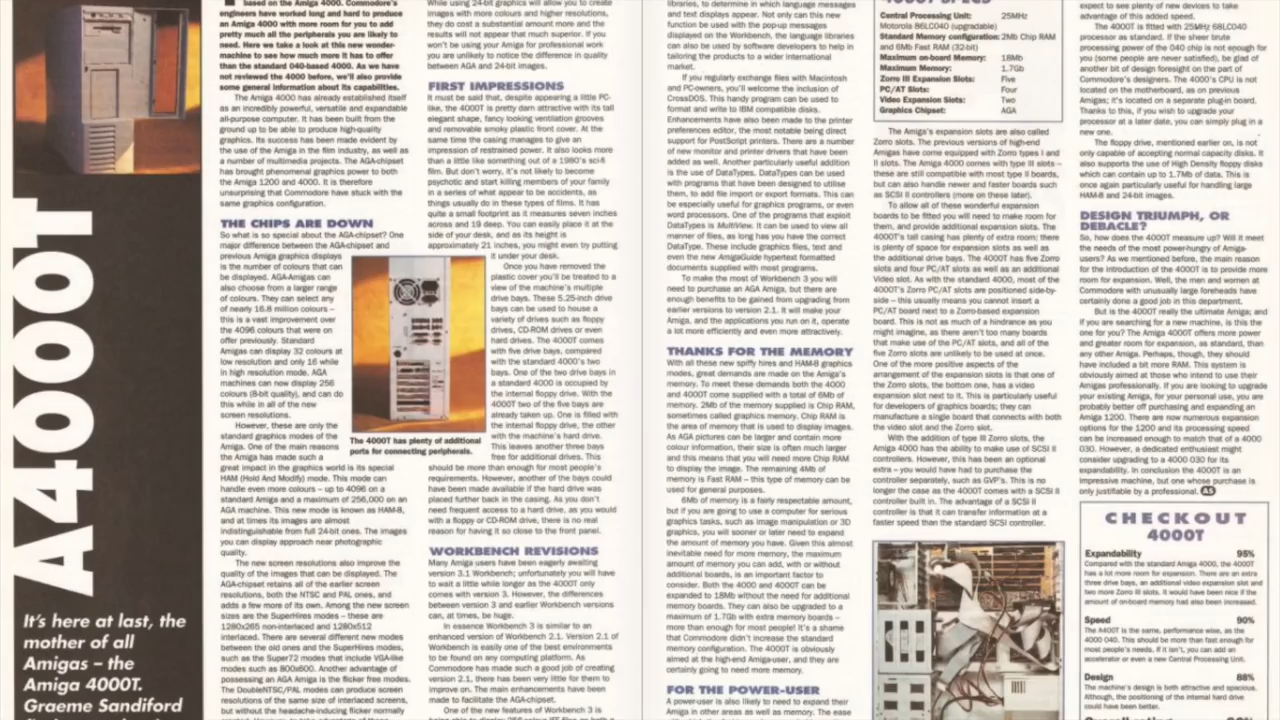 A4000T
It's here at last, the
mother of all
Amigas – the
Amiga 4000T.
Graeme Sandiford
based on the Amiga 4000. Commodore's
engineers have worked long and hard to produce
an Amiga 4000 with more room for you to add
pretty much all the peripherals you are likely to
need. Here we take a look at this new wonder-
machine to see how much more it has to offer
than the standard 040-based 4000. As we have
not reviewed the 4000 before, we'll also provide
some general information about its capabilities.
The Amiga 4000 has already established itself
as an incredibly powerful, versatile and expandable
all-purpose computer. It has been built from the
ground up to be able to produce high-quality
graphics. Its success has been made evident by
the use of the Amiga in the film industry, as well as
a number of multimedia projects. The AGA-chipset
has brought phenomenal graphics power to both
the Amiga 1200 and 4000. It is therefore
unsurprising that Commodore have stuck with the
same graphics configuration.
THE CHIPS ARE DOWN
So what is so special about the AGA-chipset? One
major difference between the AGA-chipset and
previous Amiga graphics displays
is the number of colours that can
be displayed. AGA-Amigas can
also choose from a larger range
of colours. They can select any
of nearly 16.8 million colours –
this is a vast improvement over
the 4096 colours that were on
offer previously. Standard
Amigas can display 32 colours at
low resolution and only 16 while
in high resolution mode. AGA
machines can now display 256
colours (8-bit quality), and can do
this while in all of the new
screen resolutions.
However, these are only the
standard graphics modes of the
Amiga. One of the main reasons
the Amiga has made such a
great impact in the graphics world is its special
HAM (Hold And Modify) mode. This mode can
handle even more colours – up to 4096 on a
standard Amiga and a maximum of 256,000 on an
AGA machine. This new mode is known as HAM-8,
and at times its images are almost
indistinguishable from full 24-bit ones. The images
you can display approach near photographic
quality.
The new screen resolutions also improve the
quality of the images that can be displayed. The
AGA-chipset retains all of the earlier screen
resolutions, both the NTSC and PAL ones, and
adds a few more of its own. Among the new screen
sizes are the SuperHires modes – these are
1280x265 non-interlaced and 1280x512
interlaced. There are several different new modes
between the old ones and the SuperHires modes,
such as the Super72 modes that include VGA-like
modes such as 800x600. Another advantage of
possessing an AGA Amiga is the flicker free modes.
The DoubleNTSC/PAL modes can produce screen
resolutions of the same size of interlaced screens,
but without the headache-inducing flicker normally
While using 24-bit graphics will allow you to create
images with more colours and higher resolutions,
they do cost a substantial amount more and the
results will not appear that much superior. If you
won't be using your Amiga for professional work
you are unlikely to notice the difference in quality
between AGA and 24-bit images.
FIRST IMPRESSIONS
It must be said that, despite appearing a little PC-
like, the 4000T is pretty darn attractive with its tall
elegant shape, fancy looking ventilation grooves
and removable smoky plastic front cover. At the
same time the casing manages to give an
impression of restrained power. It also looks more
than a little like something out of a 1980's sci-fi
film. But don't worry, it's not likely to become
psychotic and start killing members of your family
in a series of what appear to be accidents, as
things usually do in these types of films. It has
quite a small footprint as it measures seven inches
across and 19 deep. You can easily place it at the
side of your desk, and as its height is
approximately 21 inches, you might even by putting
it under your desk.
Once you have removed the
plastic cover you'll be treated to a
view of the machine's multiple
drive bays. These 5.25-inch drive
bays can be used to house a
variety of drives such as floppy
drives, CD-ROM drives or even
hard drives. The 4000T comes
with five drive bays, compared
with the standard 4000's two
bays. One of the two drive bays in
a standard 4000 is occupied by
the internal floppy drive. With the
4000T two of the five bays are
already taken up. One is filled with
the internal floppy drive, the other
with the machine's hard drive.
This leaves another three bays
free for additional drives. This
should be more than enough for most people's
requirements. However, another of the bays could
have been made available if the hard drive was
placed further back in the casing. As you don't
need frequent access to a hard drive, as you would
with a floppy or CD-ROM drive, there is no real
reason for having it so close to the front panel.
The 4000T has plenty of additional
ports for connecting peripherals.
WORKBENCH REVISIONS
Many Amiga users have been eagerly awaiting
version 3.1 Workbench; unfortunately you will have
to wait a little while longer as the 4000T only
comes with version 3. However, the differences
between version 3 and earlier Workbench versions
can, at times, be huge.
In essence Workbench 3 is similar to an
enhanced version of Workbench 2.1. Version 2.1 of
Workbench is easily one of the best environments
to be found on any computing platform. As
Commodore has made such a good job of creating
version 2.1, there has been very little for them to
improve on. The main enhancements have been
made to facilitate the AGA-chipset.
One of the new features of Workbench 3 is
libraries, to determine in which language messages
and text displays appear. Not only can this new
function be used with the pop-up messages
displayed on the Workbench, the language libraries
can also be used by software developers to help in
tailoring the products to a wider international
market.
If you regularly exchange files with Macintosh
and PC-owners, you'll welcome the inclusion of
CrossDOS. This handy program can be used to
format and write to IBM compatible disks.
Enhancements have also been made to the printer
preferences editor, the most notable being direct
support for PostScript printers. There are a number
of new monitor and printer drivers that have been
added as well. Another particularly useful addition
is the use of DataTypes. DataTypes can be used
with programs that have been designed to utilise
them, to add file import or export formats. This can
be especially useful for graphics programs, or even
word processors. One of the programs that exploit
DataTypes is MultiView. It can be used to view all
manner of files, as long has you have the correct
DataType. These include graphics files, text and
even the new AmigaGuide hypertext formatted
documents supplied with most programs.
To make the most of Workbench 3 you will
need to purchase an AGA Amiga, but there are
enough benefits to be gained from upgrading from
earlier versions to version 2.1. It will make your
Amiga, and the applications you run on it, operate
a lot more efficiently and even more attractively.
THANKS FOR THE MEMORY
With all these new spiffy hires and HAM-8 graphics
modes, great demands are made on the Amiga's
memory. To meet these demands both the 4000
and 4000T come supplied with a total of 6Mb of
memory. 2Mb of the memory supplied is Chip RAM,
sometimes called graphics memory. Chip RAM is
the area of memory that is used to display images.
As AGA pictures can be larger and contain more
colour information, their size is often much larger
and this means that you will need more Chip RAM
to display the image. The remaining 4Mb of
memory is Fast RAM – this type of memory can be
used for general purposes.
6Mb of memory is a fairly respectable amount,
but if you are going to use a computer for serious
graphics tasks, such as image manipulation or 3D
graphics, you will sooner or later need to expand
the amount of memory you have. Given this almost
inevitable need for more memory, the maximum
amount of memory you can add, with or without
additional boards, is an important factor to
consider. Both the 4000 and 4000T can be
expanded to 18Mb without the need for additional
memory boards. They can also be upgraded to a
maximum of 1.7Gb with extra memory boards –
more than enough for most people! It's a shame
that Commodore didn't increase the standard
memory configuration. The 4000T is obviously
aimed at the high end Amiga-user, and they are
certainly going to need more memory.
FOR THE POWER-USER
A power-user is also likely to need to expand their
Amiga in other areas as well as memory. The ease
4000T SPECS
Central Processing Unit: 25MHz
Motorola 86LC040 (upgradable)
Standard Memory configuration: 2Mb Chip RAM
and 6Mb Fast RAM (32-bit)
Maximum on-board Memory: 18Mb
Maximum Memory: 1.7Gb
Zorro III Expansion Slots: Five
PC/AT Slots: Four
Video Expansion Slots: Two
Graphics Chipset: AGA
The Amiga's expansion slots are also called
Zorro slots. The previous versions of high-end
Amigas have come equipped with Zorro types I and
II slots. The Amiga 4000 comes with type III slots –
these are still compatible with most type II boards,
but can also handle newer and faster boards such
as SCSI II controllers (more on these later).
To allow all of these wonderful expansion
boards to be fitted you will need to make room for
them, and provide additional expansion slots. The
4000T's tall casing has plenty of extra room; there
is plenty of space for expansion slots as well as
the additional drive bays. The 4000T has five Zorro
slots and four PC/AT slots as well as an additional
Video slot. As with the standard 4000, most of the
4000T's Zorro PC/AT slots are positioned side-by-
side – this usually means you cannot insert a
PC/AT board next to a Zorro-based expansion
board. This is not as much of a hindrance as you
might imagine, as there aren't too many boards
that make use of the PC/AT slots, and all of the
five Zorro slots are unlikely to be used at once.
One of the more positive aspects of the
arrangement of the expansion slots is that one of
the Zorro slots, the bottom one, has a video
expansion slot next to it. This is particularly useful
for developers of graphics boards; they can
manufacture a single board that connects with both
the video slot and the Zorro slot.
With the addition of type III Zorro slots, the
Amiga 4000 has the ability to make use of SCSI II
controllers. However, this has been an optional
extra – you would have had to purchase the
controller separately, such as GVP's. This is no
longer the case as the 4000T comes with a SCSI II
controller built in. The advantage of a SCSI II
controller is that it can transfer information at a
faster speed than the standard SCSI controller.
expect to see plenty of new devices to take
advantage of this added speed.
The 4000T is fitted with 25MHz 68LC040
processor as standard. If the sheer brute
processing power of the 040 chip is not enough for
you (some people are never satisfied), be glad of
another bit of design foresight on the part of
Commodore's designers. The 4000T's CPU is not
located on the motherboard, as on previous
Amigas; it's located on a separate plug-in board.
Thanks to this, if you wish to upgrade your
processor at a later date, you can simply plug in a
new one.
The floppy drive, mentioned earlier on, is not
only capable of accepting normal capacity disks. It
also supports the use of High Density floppy disks
which can contain up to 1.7Mb of data. This is
once again particularly useful for handling large
HAM-8 and 24-bit images.
DESIGN TRIUMPH, OR
DEBACLE?
So, how does the 4000T measure up? Will it meet
the needs of the most power-hungry of Amiga-
users? As we mentioned before, the main reason
for the introduction of the 4000T is to provide more
room for expansion. Well, the men and women at
Commodore with unusually large foreheads have
certainly done a good job in this department.
But is the 4000T really the ultimate Amiga; and
if you are searching for a new machine, is this the
one for you? The Amiga 4000T offers more power
and greater room for expansion, as standard, than
any other Amiga. Perhaps, though, they should
have included a bit more RAM. This system is
obviously aimed at those who intend to use their
Amigas professionally. If you are looking to upgrade
your existing Amiga, for your personal use, you are
probably better off purchasing and expanding an
Amiga 1200. There are now numerous expansion
options for the 1200 and its processing speed
can be increased enough to match that of a 4000
030. However, a dedicated enthusiast might
consider upgrading to a 4000 030 for its
expandability. In conclusion the 4000T is an
impressive machine, but one whose purpose is
only justifiable by a professional. AS
CHECKOUT
4000T
Expandability 95%
Compared with the standard Amiga 4000, the 4000T
has a lot more room for expansion. There are an extra
three drive bays, an additional video expansion slot and
two more Zorro III slots. It would have been nice if the
amount of on-board memory had also been increased.
Speed 90%
The A4000T is the same, performance wise, as the
4000 040. This should be more than fast enough for
most people's needs. If it isn't, you can add an
accelerator or even a new Central Processing Unit.
Design 88%
The machine's design is both attractive and spacious.
Although, the positioning of the internal hard drive
could have been better.